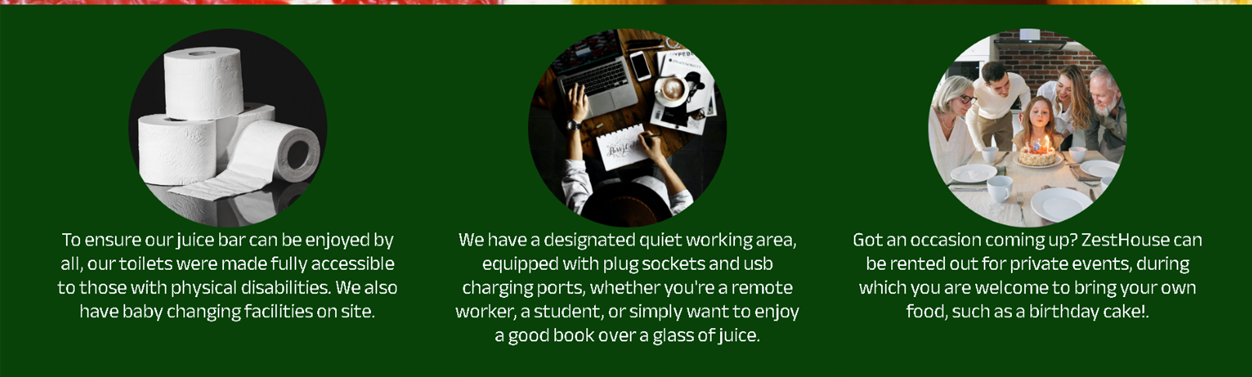 To ensure our juice bar can be enjoyed by
all, our toilets were made fully accessible
to those with physical disabilities. We also
have baby changing facilities on site.
We have a designated quiet working area,
equipped with plug sockets and usb
charging ports, whether you're a remote
worker, a student, or simply want to enjoy
a good book over a glass of juice.
Got an occasion coming up? ZestHouse can
be rented out for private events, during
which you are welcome to bring your own
food, such as a birthday cake!.